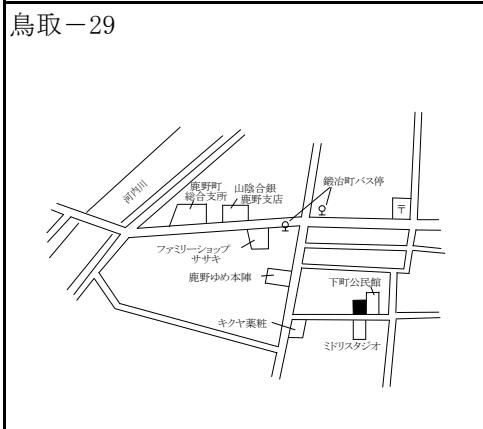 鳥取－29
河内川
鹿野町
総合支所
山陰合銀
鹿野支店
鍛冶町バス停
〒
ファミリーショップ
ササキ
鹿野ゆめ本陣
下町公民館
キクヤ薬粧
ミドリスタジオ